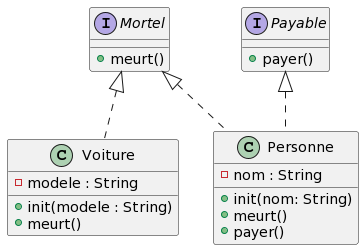 I Mortel
meurt()
I Payable
payer()
C Voiture
modele : String
init(modele : String)
meurt()
C Personne
nom : String
init(nom: String)
meurt()
payer()